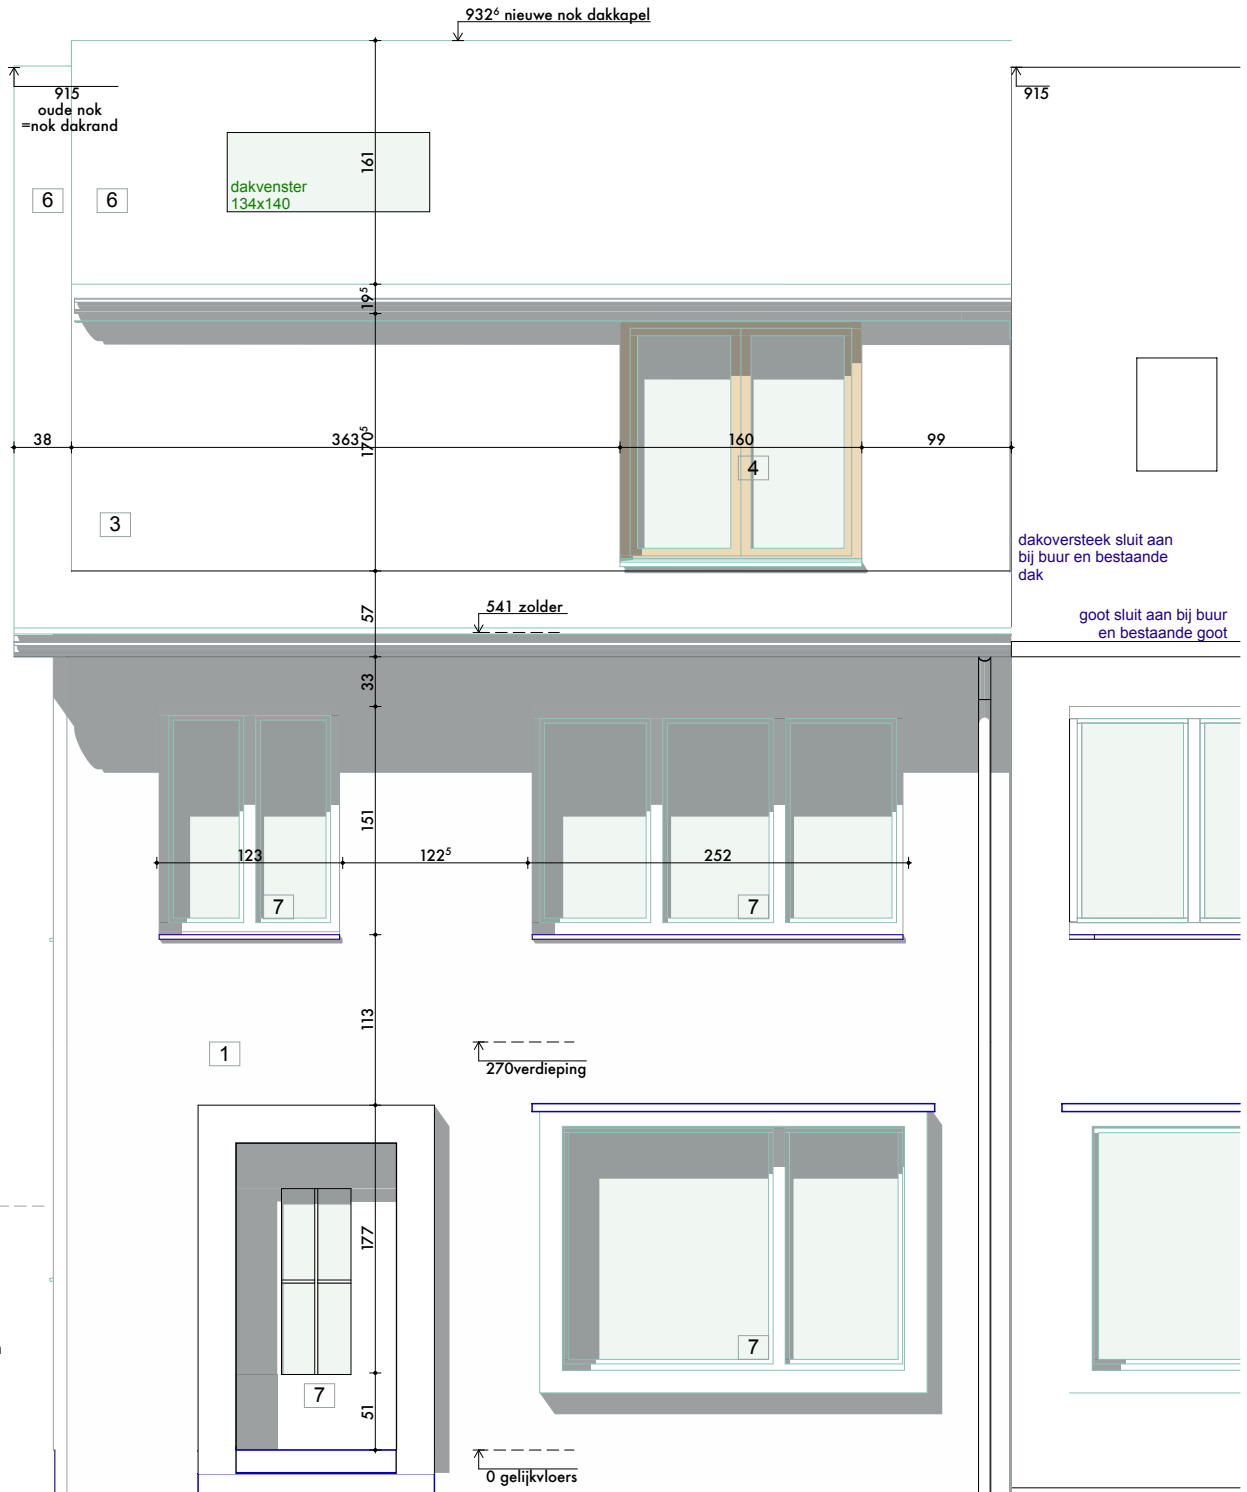 932⁶ nieuwe nok dakkapel
915
oude nok
=nok dakrand
915
161
dakvenster
134x140
6
6
19⁵
38
363
170⁵
160
99
4
3
dakoversteek sluit aan
bij buur en bestaande
dak
57
541 zolder
goot sluit aan bij buur
en bestaande goot
33
151
123
122⁵
252
7
7
113
1
270verdieping
177
7
7
51
0 gelijkvloers